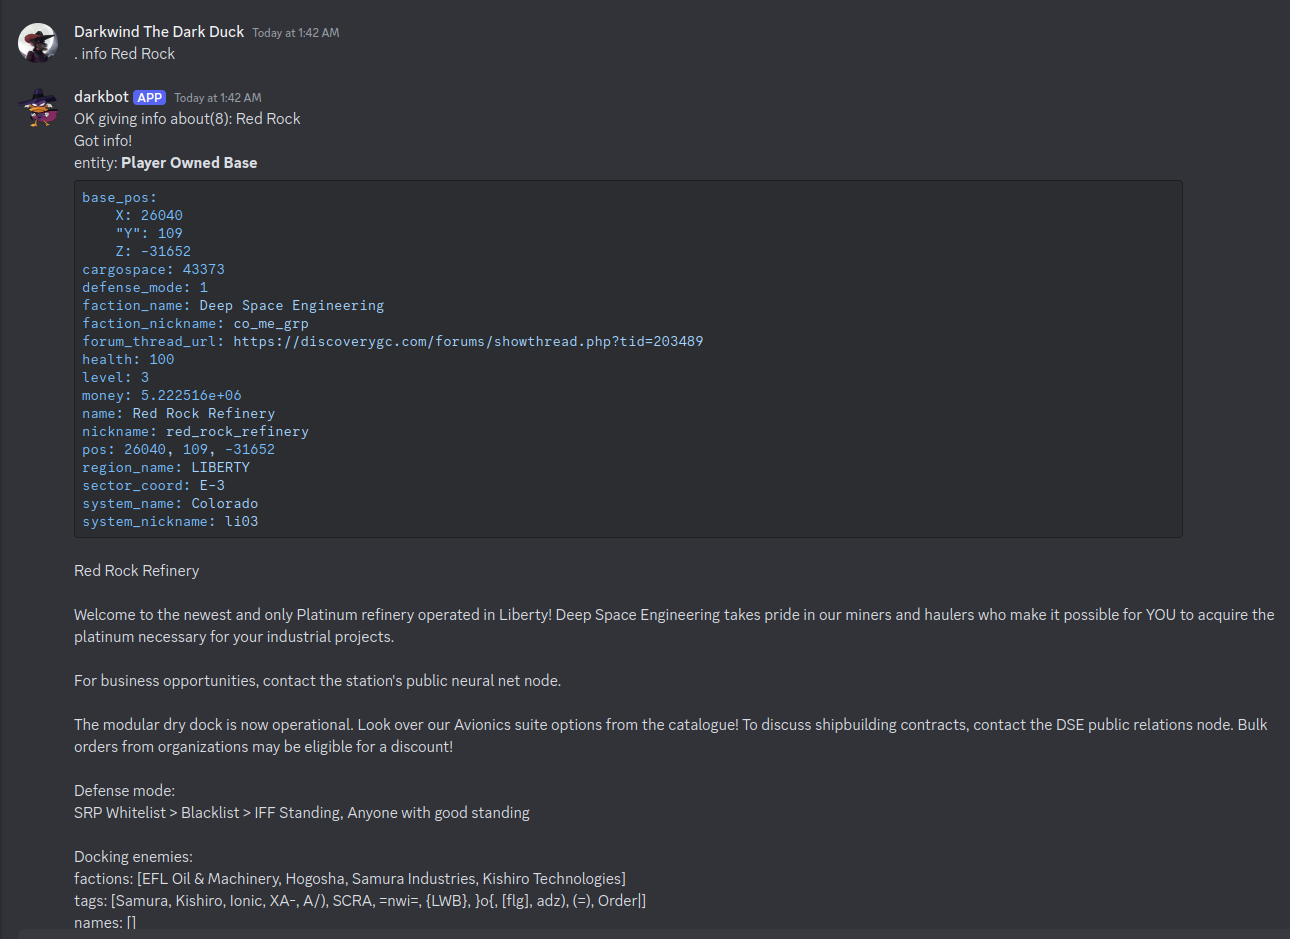 Darkwind The Dark Duck Today at 1:42 AM
. info Red Rock
darkbot APP Today at 1:42 AM
OK giving info about(8): Red Rock
Got info!
entity: Player Owned Base
base_pos:
    X: 26040
    "Y": 109
    Z: -31652
cargospace: 43373
defense_mode: 1
faction_name: Deep Space Engineering
faction_nickname: co_me_grp
forum_thread_url: https://discoverygc.com/forums/showthread.php?tid=203489
health: 100
level: 3
money: 5.222516e+06
name: Red Rock Refinery
nickname: red_rock_refinery
pos: 26040, 109, -31652
region_name: LIBERTY
sector_coord: E-3
system_name: Colorado
system_nickname: li03
Red Rock Refinery
Welcome to the newest and only Platinum refinery operated in Liberty! Deep Space Engineering takes pride in our miners and haulers who make it possible for YOU to acquire the
platinum necessary for your industrial projects.
For business opportunities, contact the station's public neural net node.
The modular dry dock is now operational. Look over our Avionics suite options from the catalogue! To discuss shipbuilding contracts, contact the DSE public relations node. Bulk
orders from organizations may be eligible for a discount!
Defense mode:
SRP Whitelist > Blacklist > IFF Standing, Anyone with good standing
Docking enemies:
factions: [EFL Oil & Machinery, Hogosha, Samura Industries, Kishiro Technologies]
tags: [Samura, Kishiro, Ionic, XA-, A/), SCRA, =nwi=, {LWB}, }o{, [flg], adz), (=), Order|]
names: []